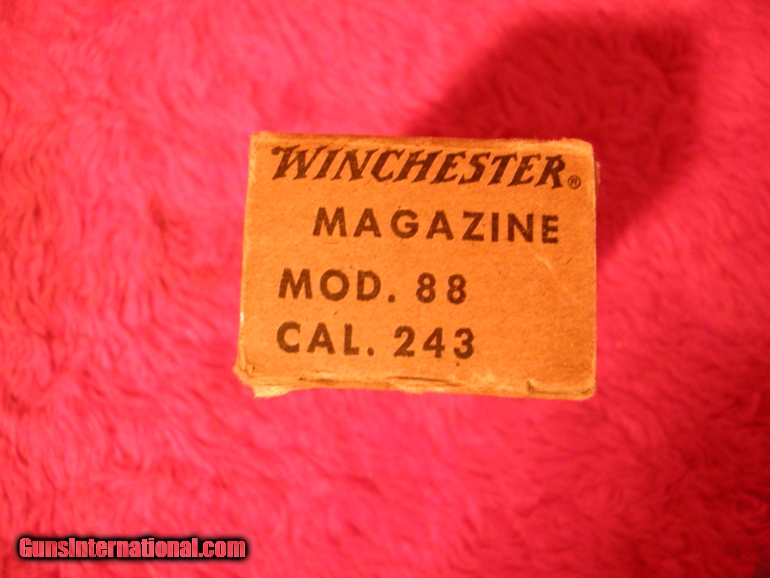 WINCHESTER®
MAGAZINE
MOD. 88
CAL. 243
GunsInternational.com